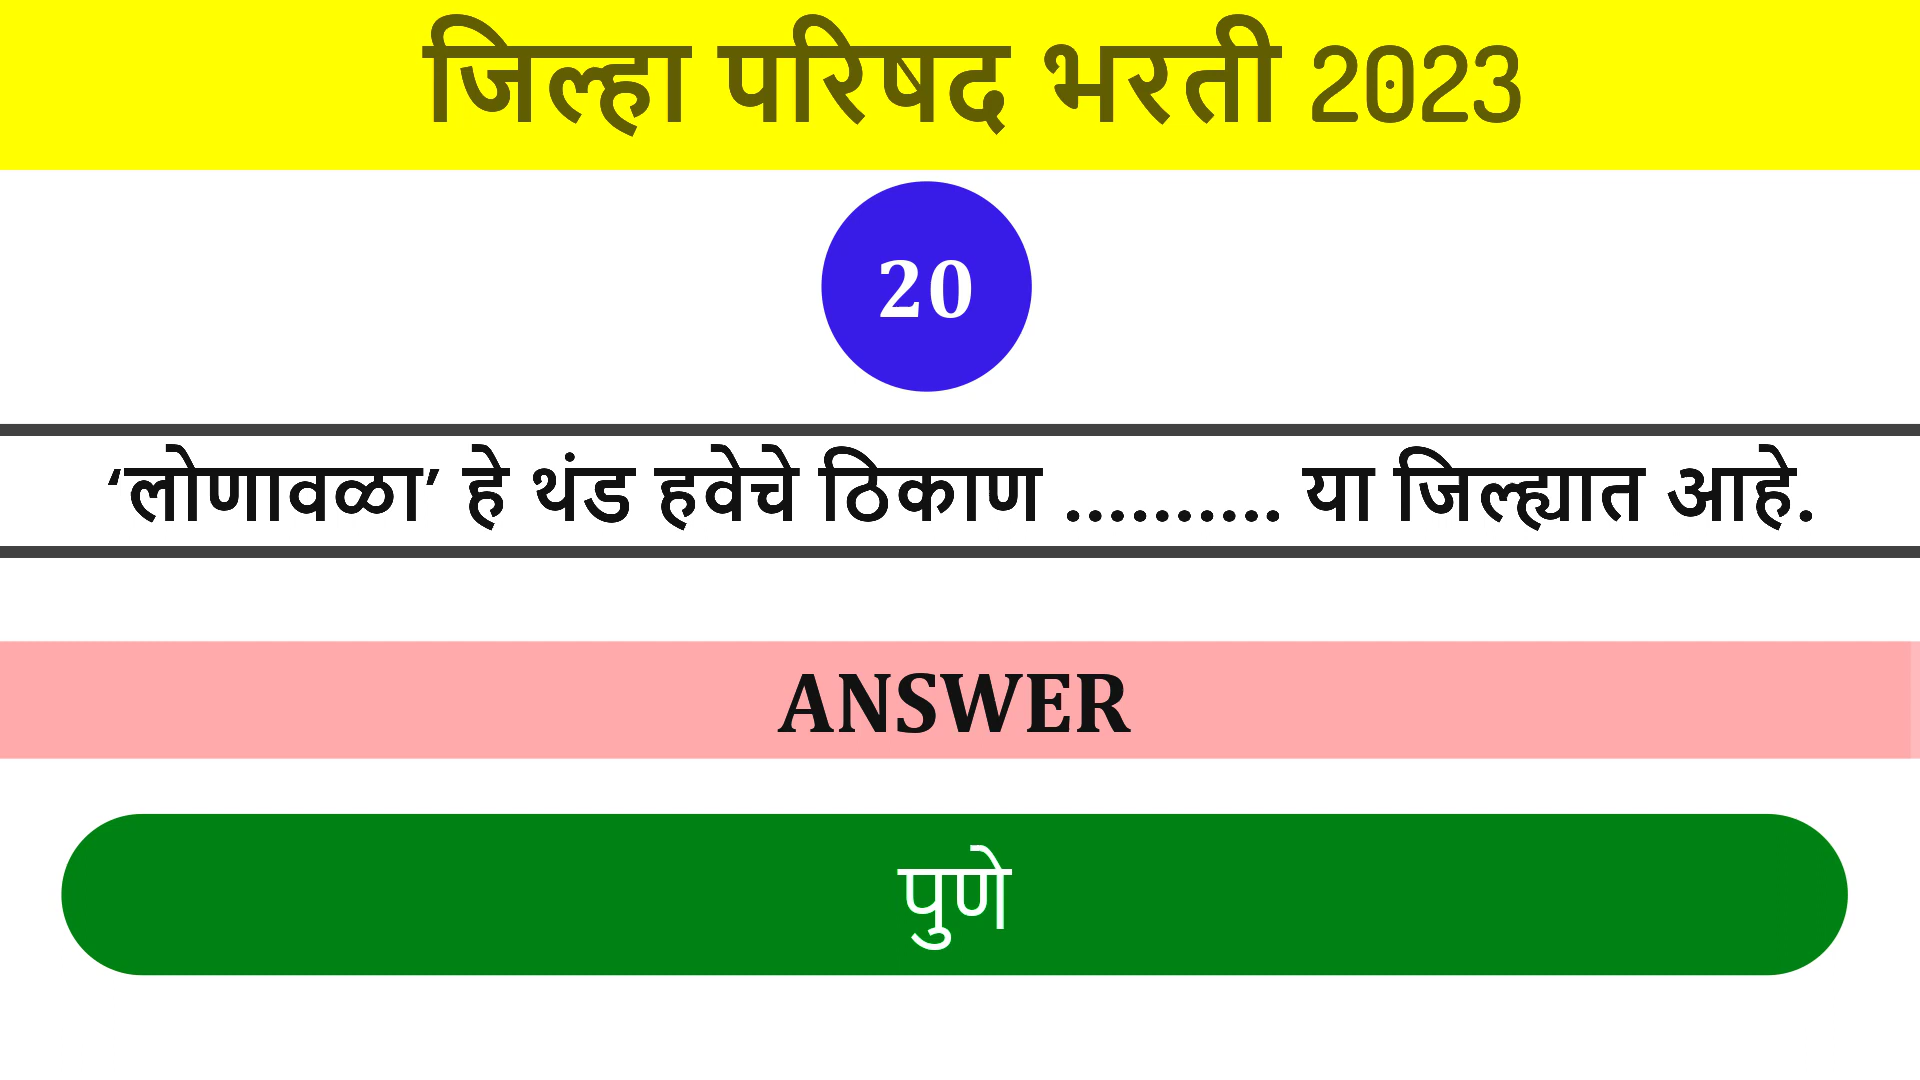 जिल्हा परिषद भरती 2023
20
‘लोणावळा’ हे थंड हवेचे ठिकाण .......... या जिल्ह्यात आहे.
ANSWER
पुणे